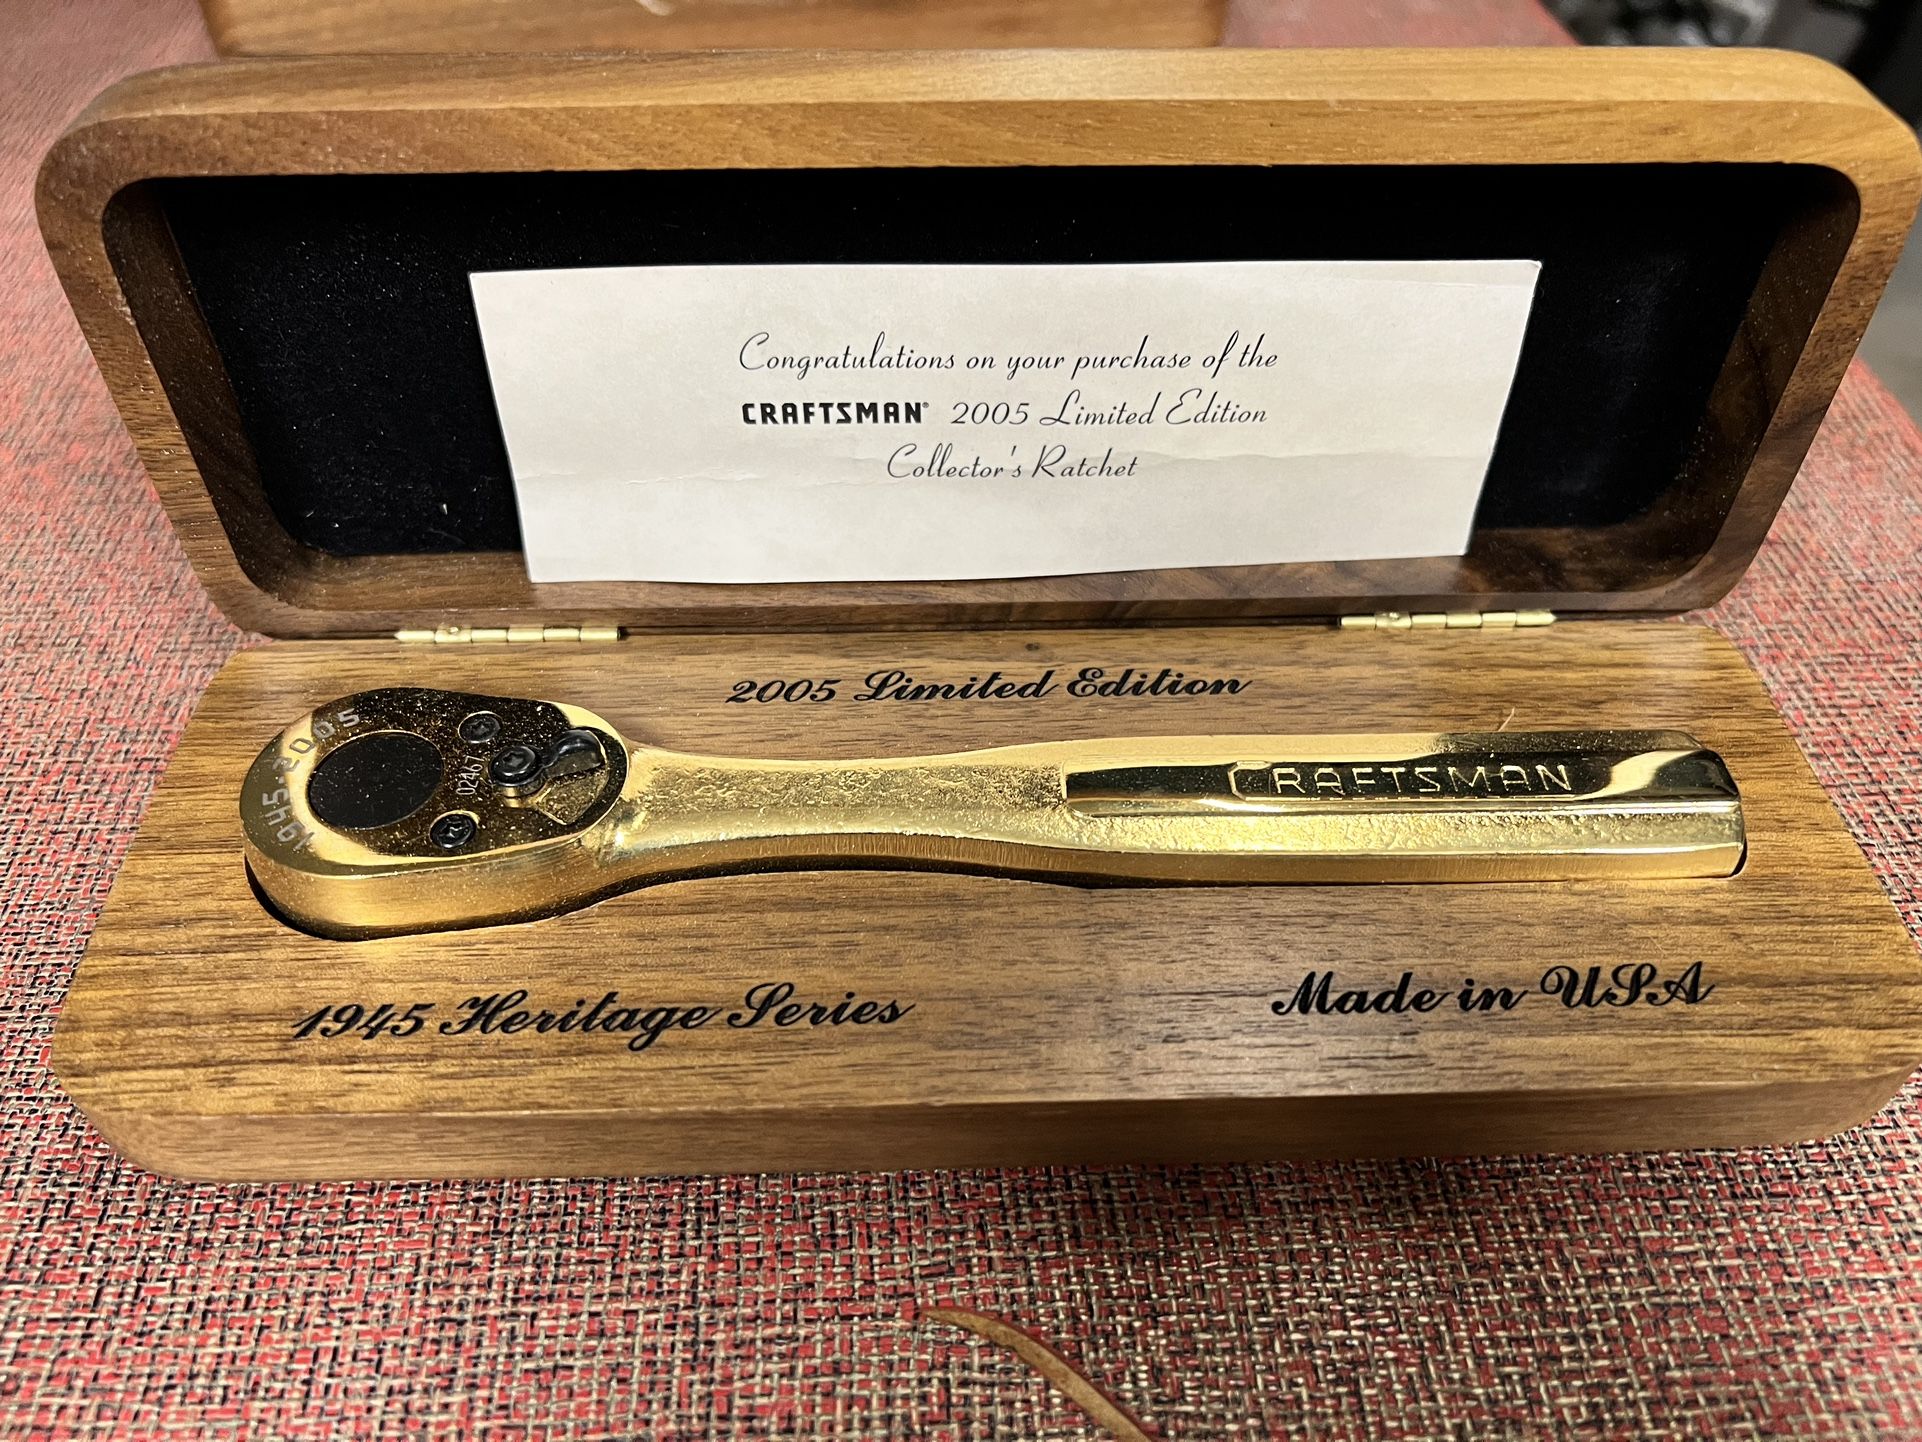 Congratulations on your purchase of the
CRAFTSMAN® 2005 Limited Edition
Collector's Ratchet
2005 Limited Edition
1945-2005
02467
CRAFTSMAN
1945 Heritage Series
Made in USA